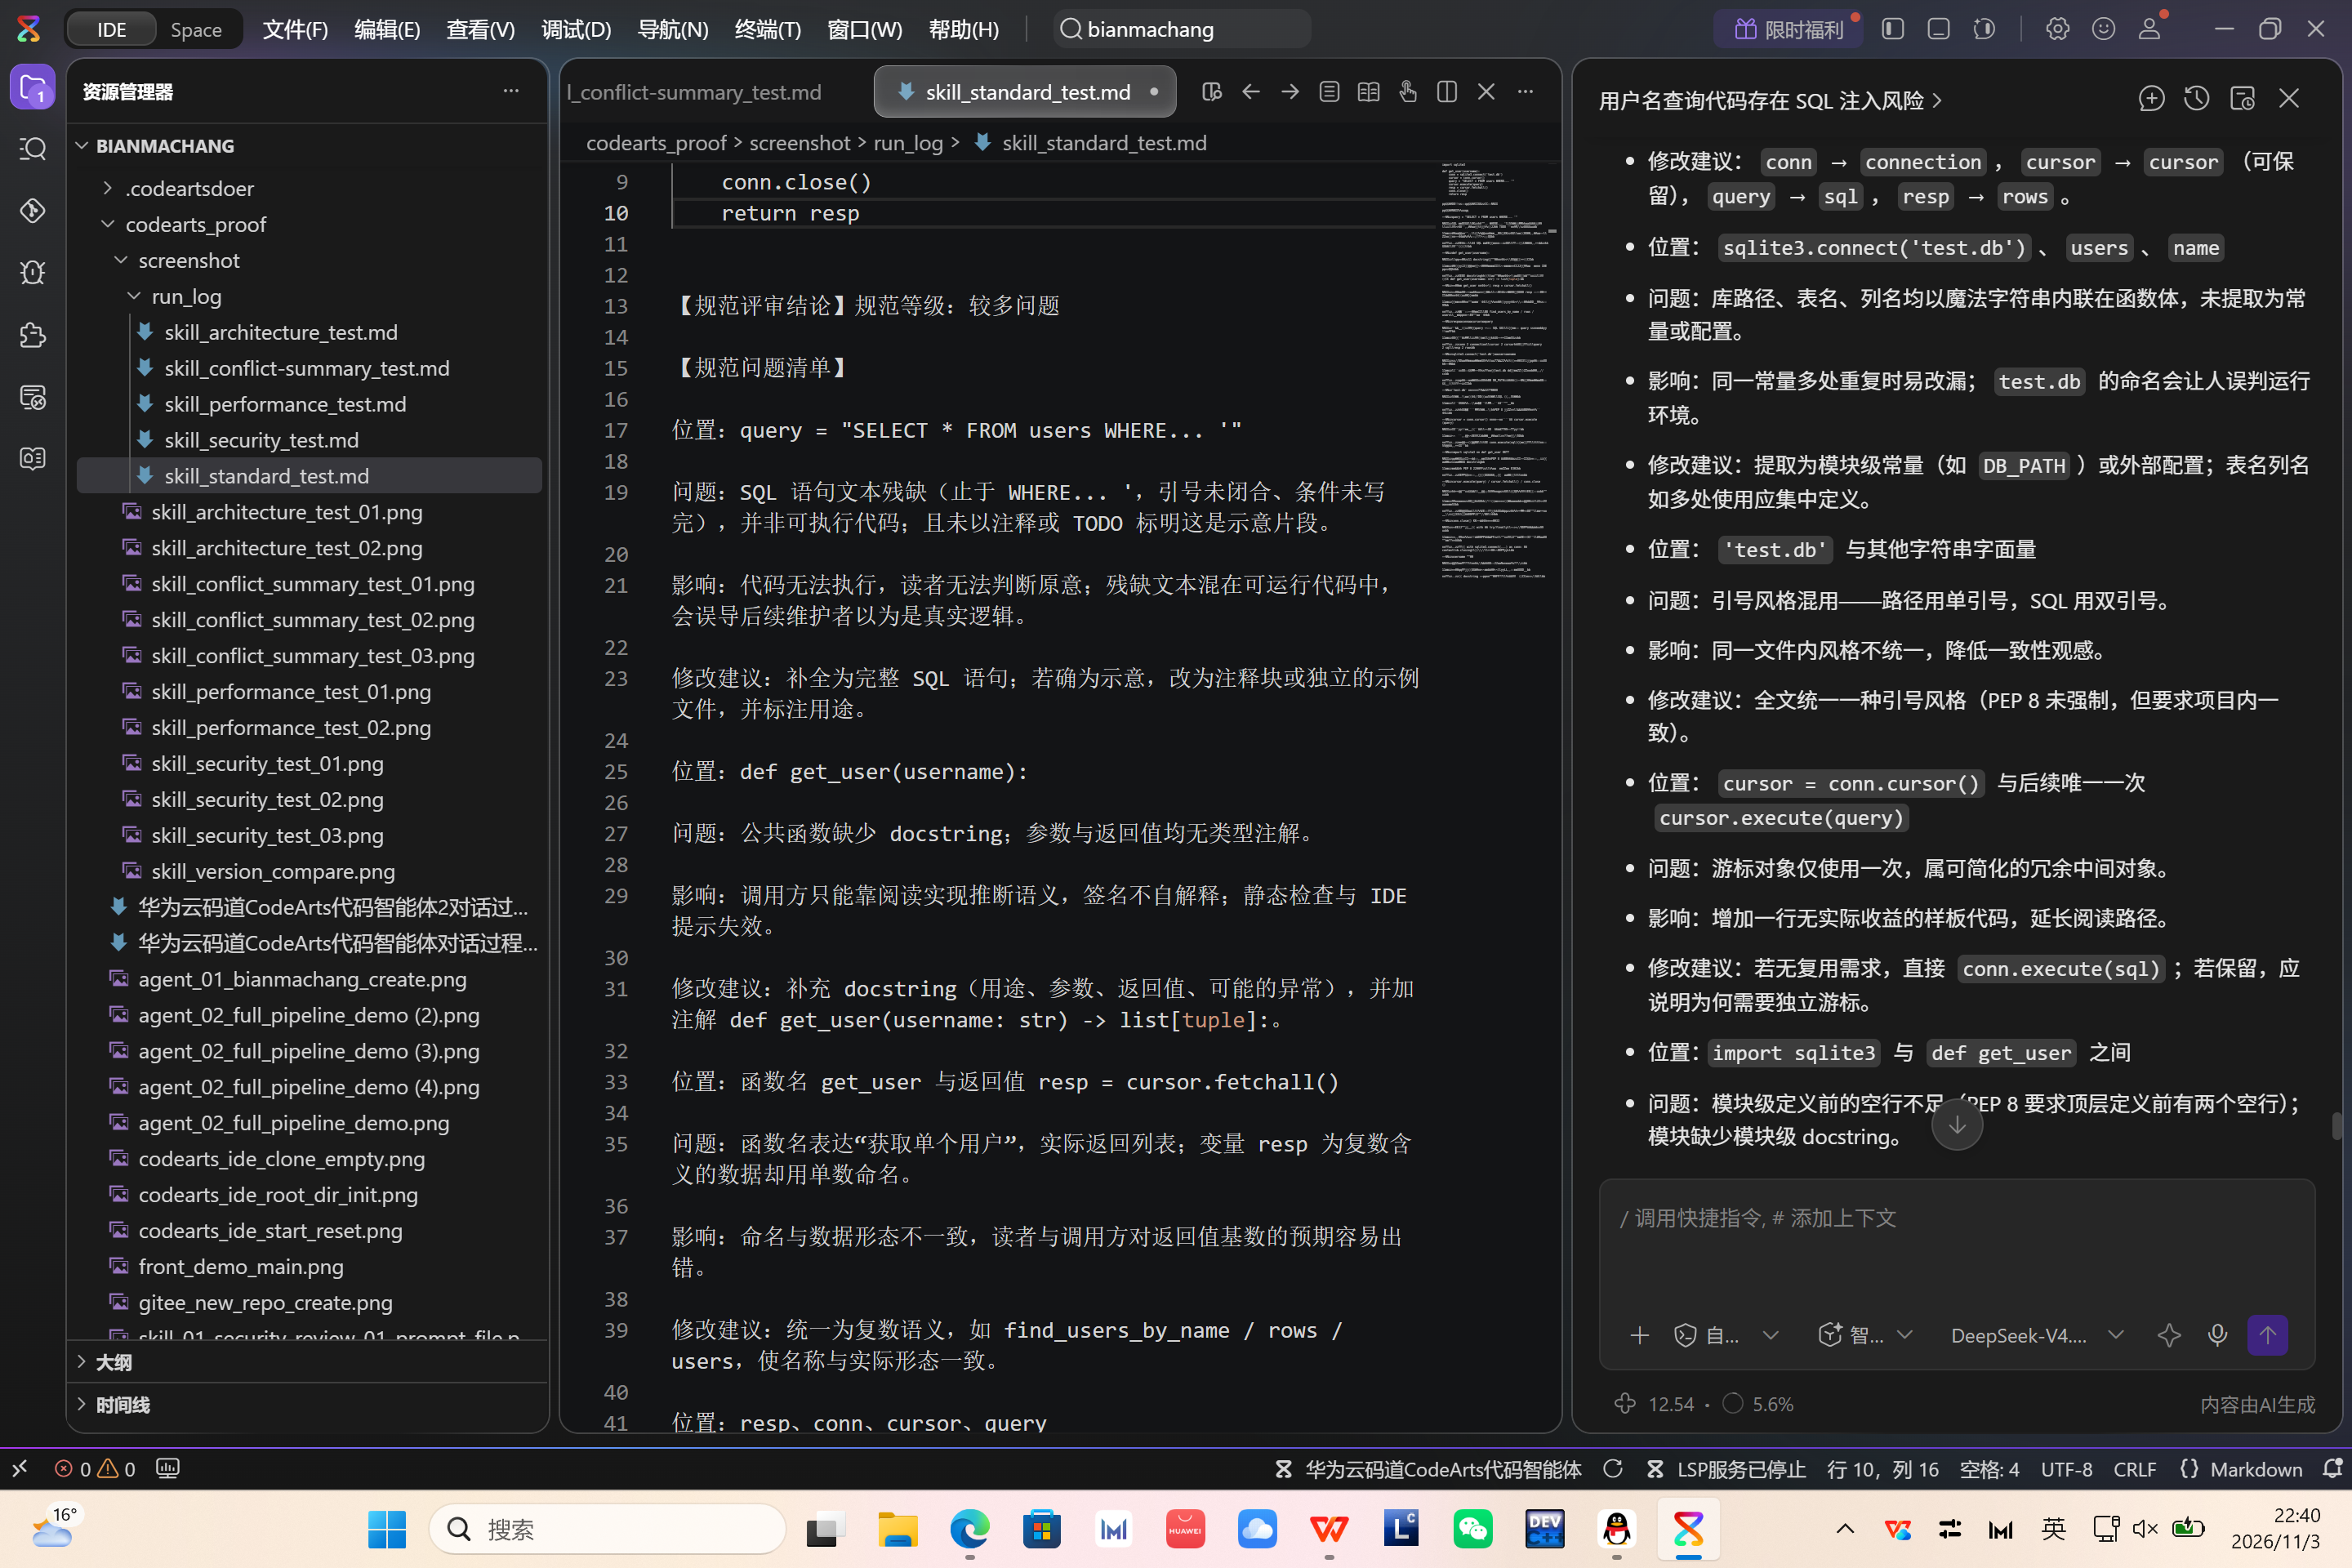 IDE Space 文件(F) 编辑(E) 查看(V) 调试(D) 导航(N) 终端(T) 窗口(W) 帮助(H) bianmachang 限时福利
1
资源管理器
BIANMACHANG
.codeartsdoer
codearts_proof
screenshot
run_log
skill_architecture_test.md
skill_conflict-summary_test.md
skill_performance_test.md
skill_security_test.md
skill_standard_test.md
skill_architecture_test_01.png
skill_architecture_test_02.png
skill_conflict_summary_test_01.png
skill_conflict_summary_test_02.png
skill_conflict_summary_test_03.png
skill_performance_test_01.png
skill_performance_test_02.png
skill_security_test_01.png
skill_security_test_02.png
skill_security_test_03.png
skill_version_compare.png
华为云码道CodeArts代码智能体2对话过...
华为云码道CodeArts代码智能体对话过程...
agent_01_bianmachang_create.png
agent_02_full_pipeline_demo (2).png
agent_02_full_pipeline_demo (3).png
agent_02_full_pipeline_demo (4).png
agent_02_full_pipeline_demo.png
codearts_ide_clone_empty.png
codearts_ide_root_dir_init.png
codearts_ide_start_reset.png
front_demo_main.png
gitee_new_repo_create.png
skill_01_security_review_01_prompt_file.p
大纲
时间线
l_conflict-summary_test.md skill_standard_test.md
codearts_proof > screenshot > run_log > skill_standard_test.md
9 conn.close()
10 return resp
11
12
13 【规范评审结论】规范等级：较多问题
14
15 【规范问题清单】
16
17 位置：query = "SELECT * FROM users WHERE... '"
18
19 问题：SQL 语句文本残缺（止于 WHERE... '，引号未闭合、条件未写
完），并非可执行代码；且未以注释或 TODO 标明这是示意片段。
20
21 影响：代码无法执行，读者无法判断原意；残缺文本混在可运行代码中，
会误导后续维护者以为是真实逻辑。
22
23 修改建议：补全为完整 SQL 语句；若确为示意，改为注释块或独立的示例
文件，并标注用途。
24
25 位置：def get_user(username):
26
27 问题：公共函数缺少 docstring；参数与返回值均无类型注解。
28
29 影响：调用方只能靠阅读实现推断语义，签名不自解释；静态检查与 IDE
提示失效。
30
31 修改建议：补充 docstring（用途、参数、返回值、可能的异常），并加
注解 def get_user(username: str) -> list[tuple]:。
32
33 位置：函数名 get_user 与返回值 resp = cursor.fetchall()
34
35 问题：函数名表达“获取单个用户”，实际返回列表；变量 resp 为复数含
义的数据却用单数命名。
36
37 影响：命名与数据形态不一致，读者与调用方对返回值基数的预期容易出
错。
38
39 修改建议：统一为复数语义，如 find_users_by_name / rows /
users，使名称与实际形态一致。
40
41 位置：resp、conn、cursor、query
用户名查询代码存在 SQL 注入风险 >
• 修改建议： conn → connection ， cursor → cursor （可保
留）， query → sql ， resp → rows 。
• 位置： sqlite3.connect('test.db') 、 users 、 name
• 问题：库路径、表名、列名均以魔法字符串内联在函数体，未提取为常
量或配置。
• 影响：同一常量多处重复时易改漏； test.db 的命名会让人误判运行
环境。
• 修改建议：提取为模块级常量（如 DB_PATH ）或外部配置；表名列名
如多处使用应集中定义。
• 位置： 'test.db' 与其他字符串字面量
• 问题：引号风格混用——路径用单引号，SQL 用双引号。
• 影响：同一文件内风格不统一，降低一致性观感。
• 修改建议：全文统一一种引号风格（PEP 8 未强制，但要求项目内一
致）。
• 位置： cursor = conn.cursor() 与后续唯一一次
cursor.execute(query)
• 问题：游标对象仅使用一次，属可简化的冗余中间对象。
• 影响：增加一行无实际收益的样板代码，延长阅读路径。
• 修改建议：若无复用需求，直接 conn.execute(sql) ；若保留，应
说明为何需要独立游标。
• 位置：import sqlite3 与 def get_user 之间
• 问题：模块级定义前的空行不足（PEP 8 要求顶层定义前有两个空行）；
模块缺少模块级 docstring。
/ 调用快捷指令, # 添加上下文
自... 智... DeepSeek-V4....
12.54 · 5.6% 内容由AI生成
0 0 华为云码道CodeArts代码智能体 LSP服务已停止 行 10，列 16 空格: 4 UTF-8 CRLF {} Markdown
16° 搜索 HUAWEI LC DEV C++ 英 22:40
2026/11/3